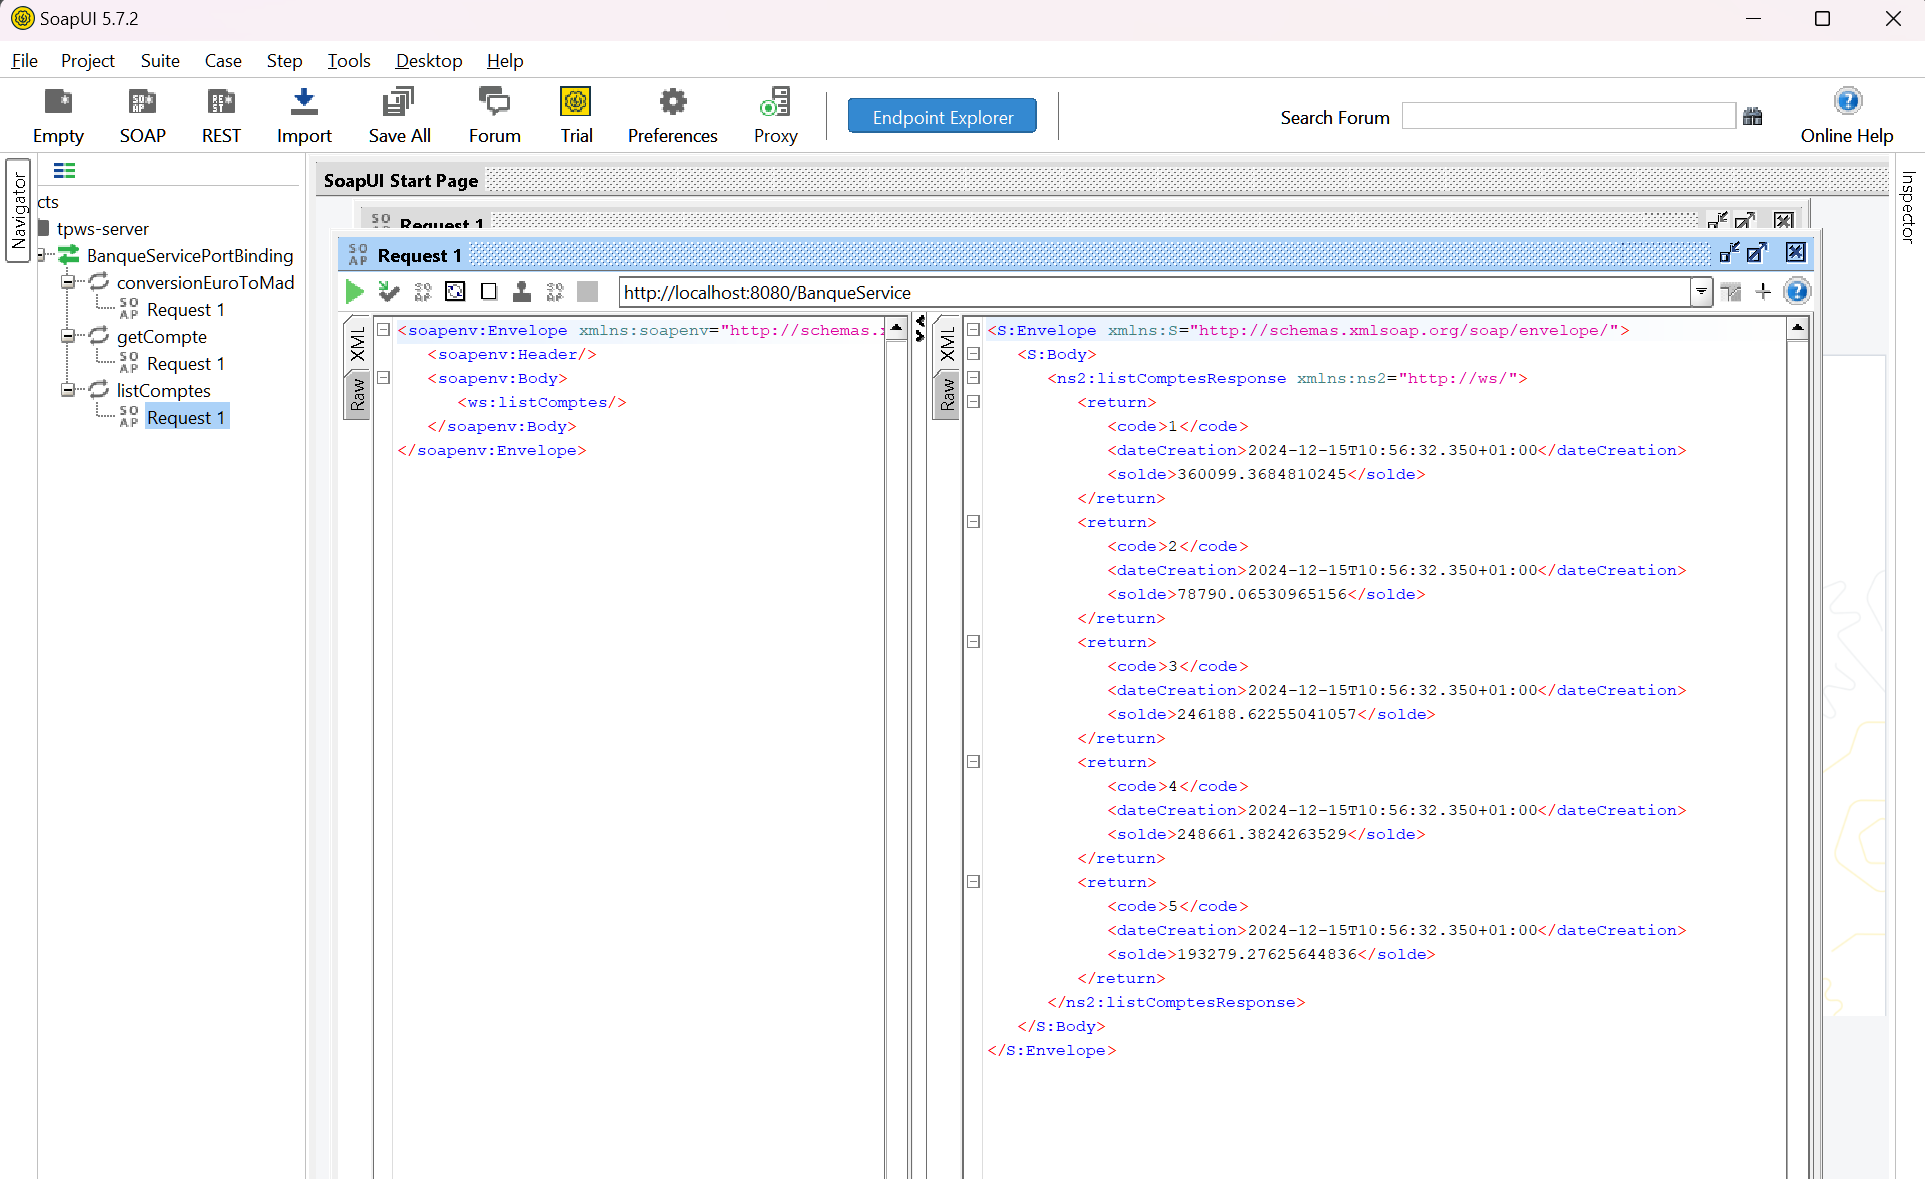 SoapUI 5.7.2
File Project Suite Case Step Tools Desktop Help
Empty SOAP REST Import Save All Forum Trial Preferences Proxy Endpoint Explorer Search Forum Online Help
Navigator
Inspector
cts
tpws-server
BanqueServicePortBinding
conversionEuroToMad
Request 1
getCompte
Request 1
listComptes
Request 1
SoapUI Start Page
Request 1
Request 1
http://localhost:8080/BanqueService
XML
Raw
<soapenv:Envelope xmlns:soapenv="http://schemas.
<soapenv:Header/>
<soapenv:Body>
<ws:listComptes/>
</soapenv:Body>
</soapenv:Envelope>
XML
Raw
<S:Envelope xmlns:S="http://schemas.xmlsoap.org/soap/envelope/">
<S:Body>
<ns2:listComptesResponse xmlns:ns2="http://ws/">
<return>
<code>1</code>
<dateCreation>2024-12-15T10:56:32.350+01:00</dateCreation>
<solde>360099.3684810245</solde>
</return>
<return>
<code>2</code>
<dateCreation>2024-12-15T10:56:32.350+01:00</dateCreation>
<solde>78790.06530965156</solde>
</return>
<return>
<code>3</code>
<dateCreation>2024-12-15T10:56:32.350+01:00</dateCreation>
<solde>246188.62255041057</solde>
</return>
<return>
<code>4</code>
<dateCreation>2024-12-15T10:56:32.350+01:00</dateCreation>
<solde>248661.3824263529</solde>
</return>
<return>
<code>5</code>
<dateCreation>2024-12-15T10:56:32.350+01:00</dateCreation>
<solde>193279.27625644836</solde>
</return>
</ns2:listComptesResponse>
</S:Body>
</S:Envelope>